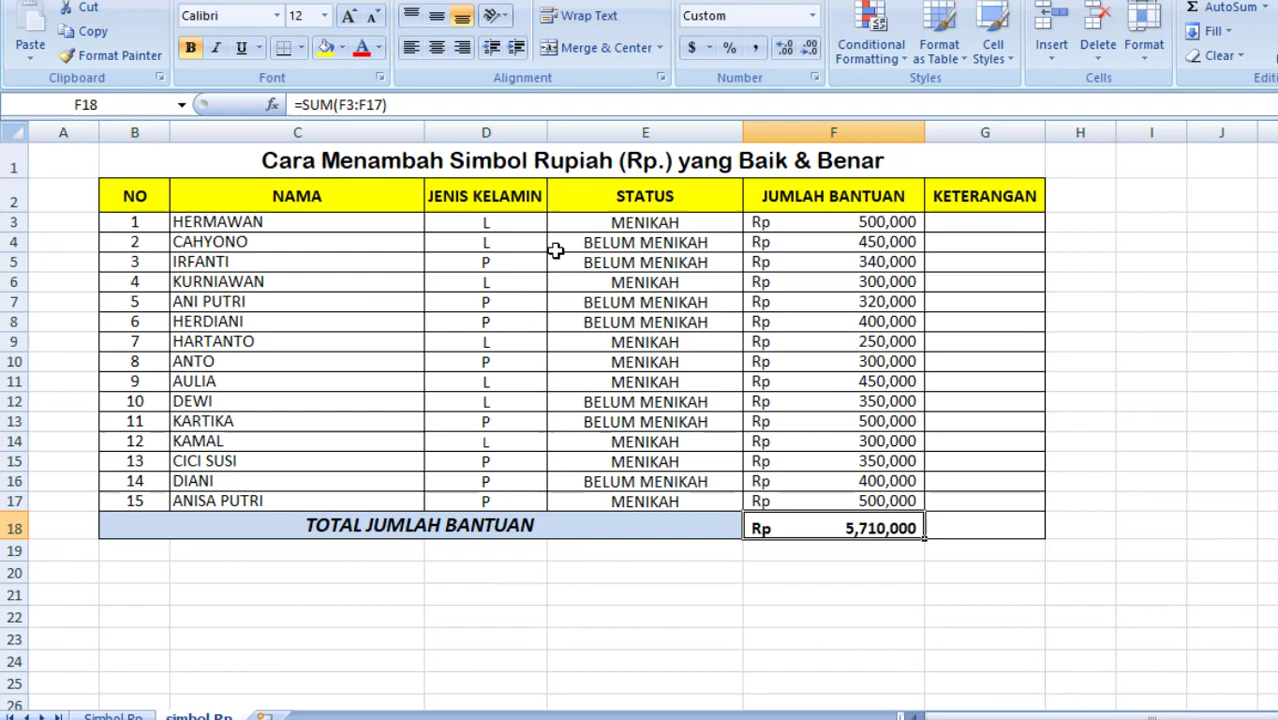 Cut
Copy
Format Painter
Paste
Clipboard
Calibri 12 A A
B I U A
Font
Wrap Text
Merge & Center
Alignment
Custom
$ % ,
Number
Conditional Formatting
Format as Table
Cell Styles
Styles
Insert Delete Format
Cells
Σ AutoSum
Fill
Clear
F18 fx =SUM(F3:F17)
A B C D E F G H I J
1 Cara Menambah Simbol Rupiah (Rp.) yang Baik & Benar
2 NO NAMA JENIS KELAMIN STATUS JUMLAH BANTUAN KETERANGAN
3 1 HERMAWAN L MENIKAH Rp 500,000
4 2 CAHYONO L BELUM MENIKAH Rp 450,000
5 3 IRFANTI P BELUM MENIKAH Rp 340,000
6 4 KURNIAWAN L MENIKAH Rp 300,000
7 5 ANI PUTRI P BELUM MENIKAH Rp 320,000
8 6 HERDIANI P BELUM MENIKAH Rp 400,000
9 7 HARTANTO L MENIKAH Rp 250,000
10 8 ANTO P MENIKAH Rp 300,000
11 9 AULIA L MENIKAH Rp 450,000
12 10 DEWI L BELUM MENIKAH Rp 350,000
13 11 KARTIKA P BELUM MENIKAH Rp 500,000
14 12 KAMAL L MENIKAH Rp 300,000
15 13 CICI SUSI P MENIKAH Rp 350,000
16 14 DIANI P BELUM MENIKAH Rp 400,000
17 15 ANISA PUTRI P MENIKAH Rp 500,000
18 TOTAL JUMLAH BANTUAN Rp 5,710,000
19
20
21
22
23
24
25
26
Simbol Rp simbol Rp